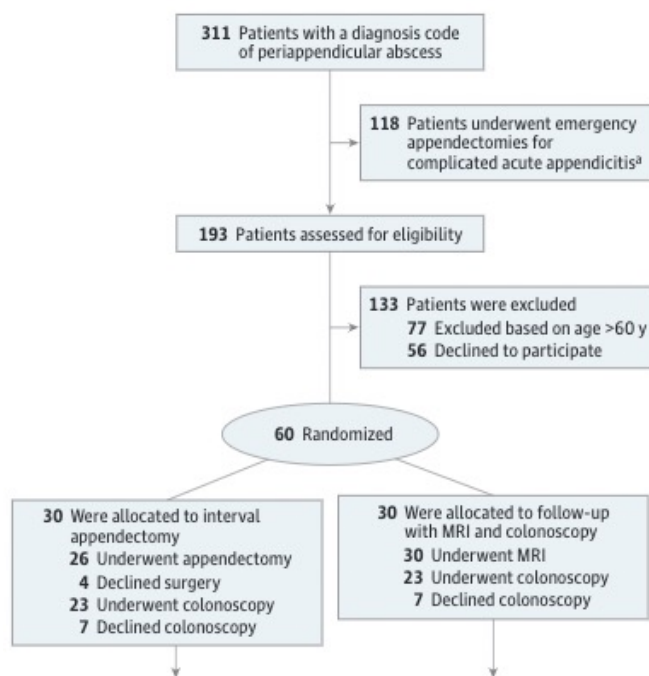 311 Patients with a diagnosis code
of periappendicular abscess
118 Patients underwent emergency
appendectomies for
complicated acute appendicitisᵃ
193 Patients assessed for eligibility
133 Patients were excluded
77 Excluded based on age >60 y
56 Declined to participate
60 Randomized
30 Were allocated to interval
appendectomy
26 Underwent appendectomy
4 Declined surgery
23 Underwent colonoscopy
7 Declined colonoscopy
30 Were allocated to follow-up
with MRI and colonoscopy
30 Underwent MRI
23 Underwent colonoscopy
7 Declined colonoscopy